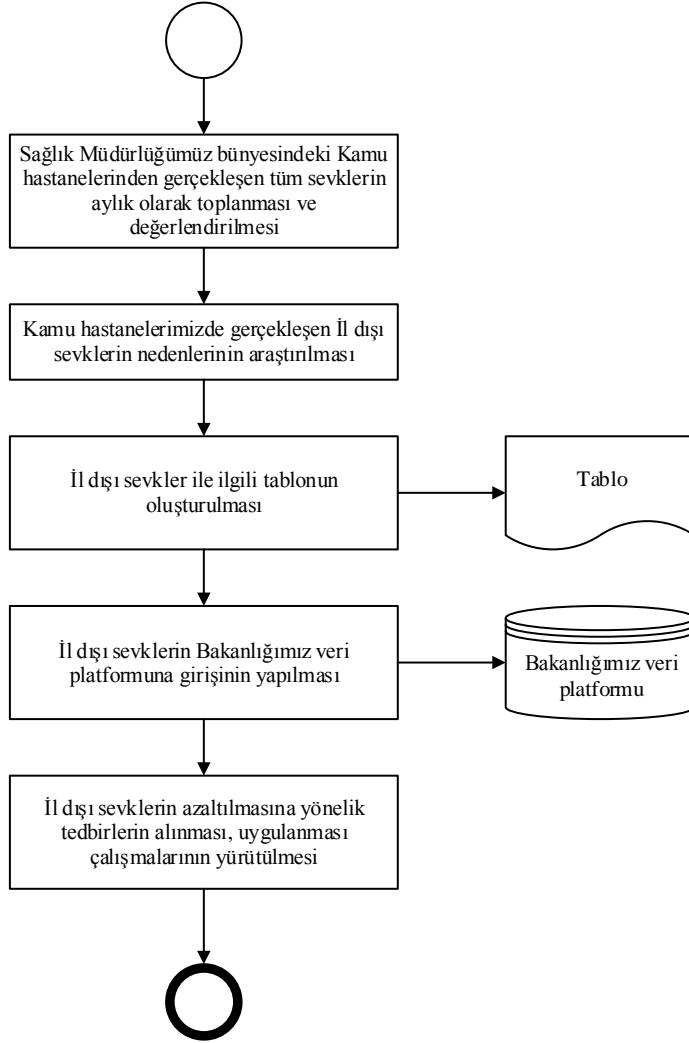 Sağlık Müdürlüğümüz bünyesindeki Kamu
hastanelerinden gerçekleşen tüm sevklerin
aylık olarak toplanması ve
değerlendirilmesi
Kamu hastanelerimizde gerçekleşen İl dışı
sevklerin nedenlerinin araştırılması
İl dışı sevkler ile ilgili tablonun
oluşturulması
Tablo
İl dışı sevklerin Bakanlığımız veri
platformuna girişinin yapılması
Bakanlığımız veri
platformu
İl dışı sevklerin azaltılmasına yönelik
tedbirlerin alınması, uygulanması
çalışmalarının yürütülmesi